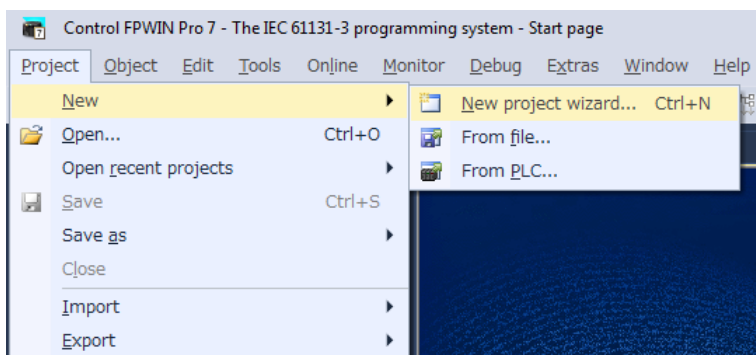 Control FPWIN Pro 7 - The IEC 61131-3 programming system - Start page
Project Object Edit Tools Online Monitor Debug Extras Window Help
New
New project wizard... Ctrl+N
Open... Ctrl+O
From file...
Open recent projects
From PLC...
Save Ctrl+S
Save as
Close
Import
Export